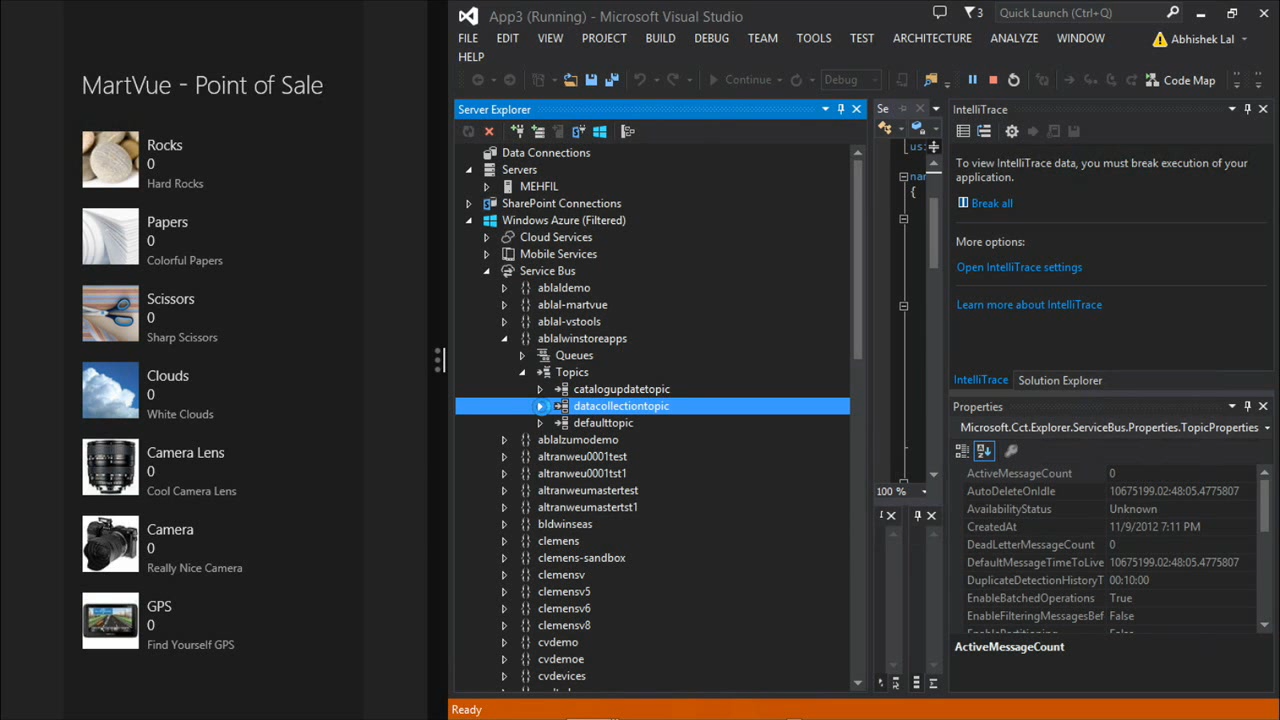 MartVue - Point of Sale
Rocks
0
Hard Rocks
Papers
0
Colorful Papers
Scissors
0
Sharp Scissors
Clouds
0
White Clouds
Camera Lens
0
Cool Camera Lens
Camera
0
Really Nice Camera
GPS
0
Find Yourself GPS
App3 (Running) - Microsoft Visual Studio
3
Quick Launch (Ctrl+Q)
FILE EDIT VIEW PROJECT BUILD DEBUG TEAM TOOLS TEST ARCHITECTURE ANALYZE WINDOW
HELP
Abhishek Lal
Continue Debug Code Map
Server Explorer
Data Connections
Servers
MEHFIL
SharePoint Connections
Windows Azure (Filtered)
Cloud Services
Mobile Services
Service Bus
ablaldemo
ablal-martvue
ablal-vstools
ablalwinstoreapps
Queues
Topics
catalogupdatetopic
datacollectiontopic
defaulttopic
ablalzumodemo
altranweu0001test
altranweu0001tst1
altranweumastertest
altranweumastertst1
bldwinseas
clemens
clemens-sandbox
clemensv
clemensv5
clemensv6
clemensv8
cvdemo
cvdemoe
cvdevices
Se
us
nar
{
100 %
IntelliTrace
To view IntelliTrace data, you must break execution of your
application.
Break all
More options:
Open IntelliTrace settings
Learn more about IntelliTrace
IntelliTrace Solution Explorer
Properties
Microsoft.Cct.Explorer.ServiceBus.Properties.TopicProperties
ActiveMessageCount 0
AutoDeleteOnIdle 10675199.02:48:05.4775807
AvailabilityStatus Unknown
CreatedAt 11/9/2012 7:11 PM
DeadLetterMessageCount 0
DefaultMessageTimeToLive 10675199.02:48:05.4775807
DuplicateDetectionHistoryT 00:10:00
EnableBatchedOperations True
EnableFilteringMessagesBef False
ActiveMessageCount
Ready